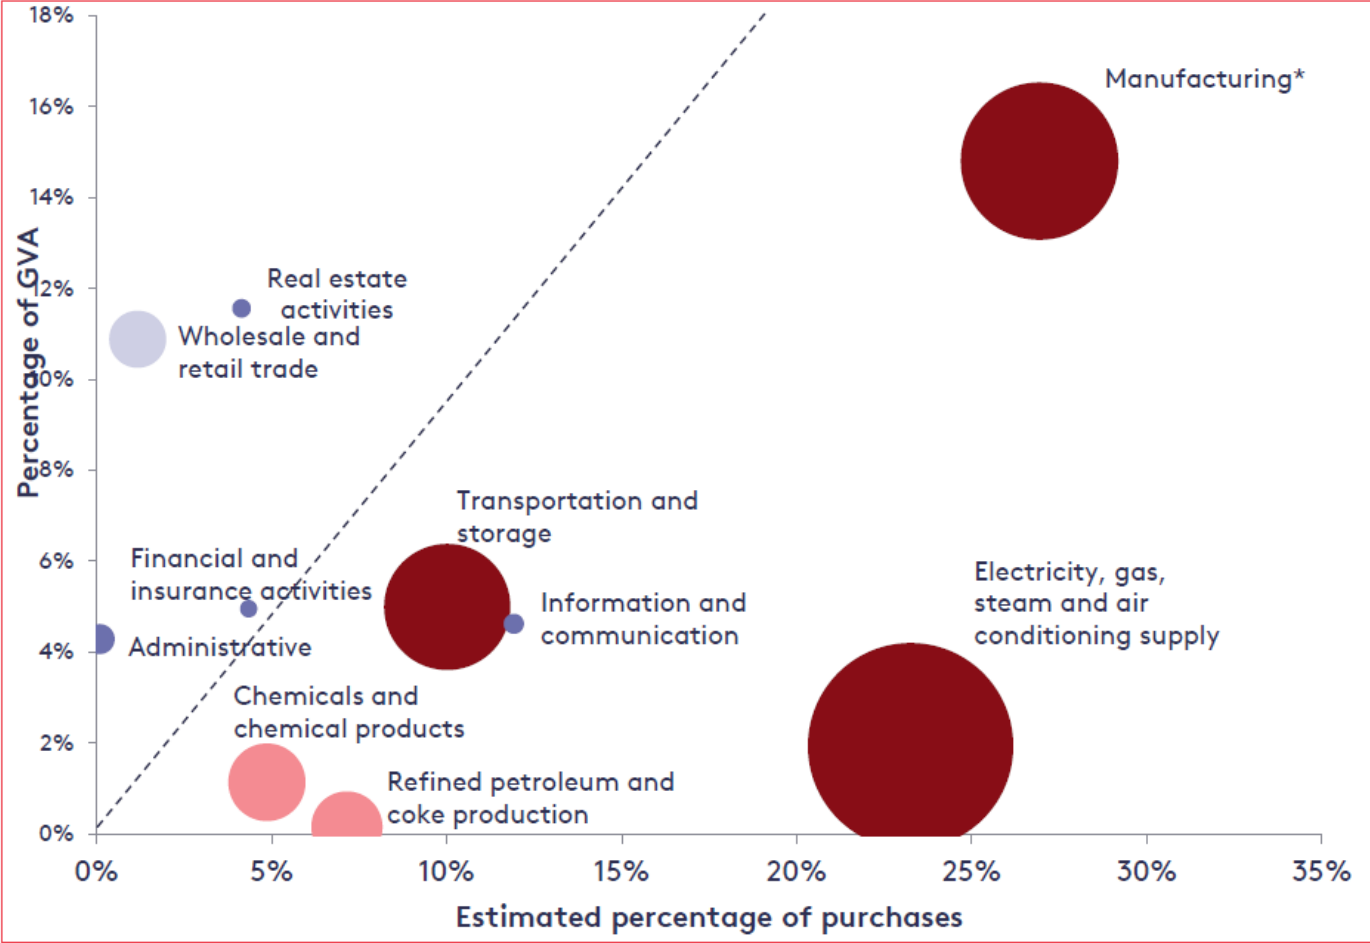 18%
16%
14%
12%
10%
8%
6%
4%
2%
0%
Percentage of GVA
Manufacturing*
Real estate
activities
Wholesale and
retail trade
Transportation and
storage
Financial and
insurance activities
Information and
communication
Electricity, gas,
steam and air
conditioning supply
Administrative
Chemicals and
chemical products
Refined petroleum and
coke production
0% 5% 10% 15% 20% 25% 30% 35%
Estimated percentage of purchases